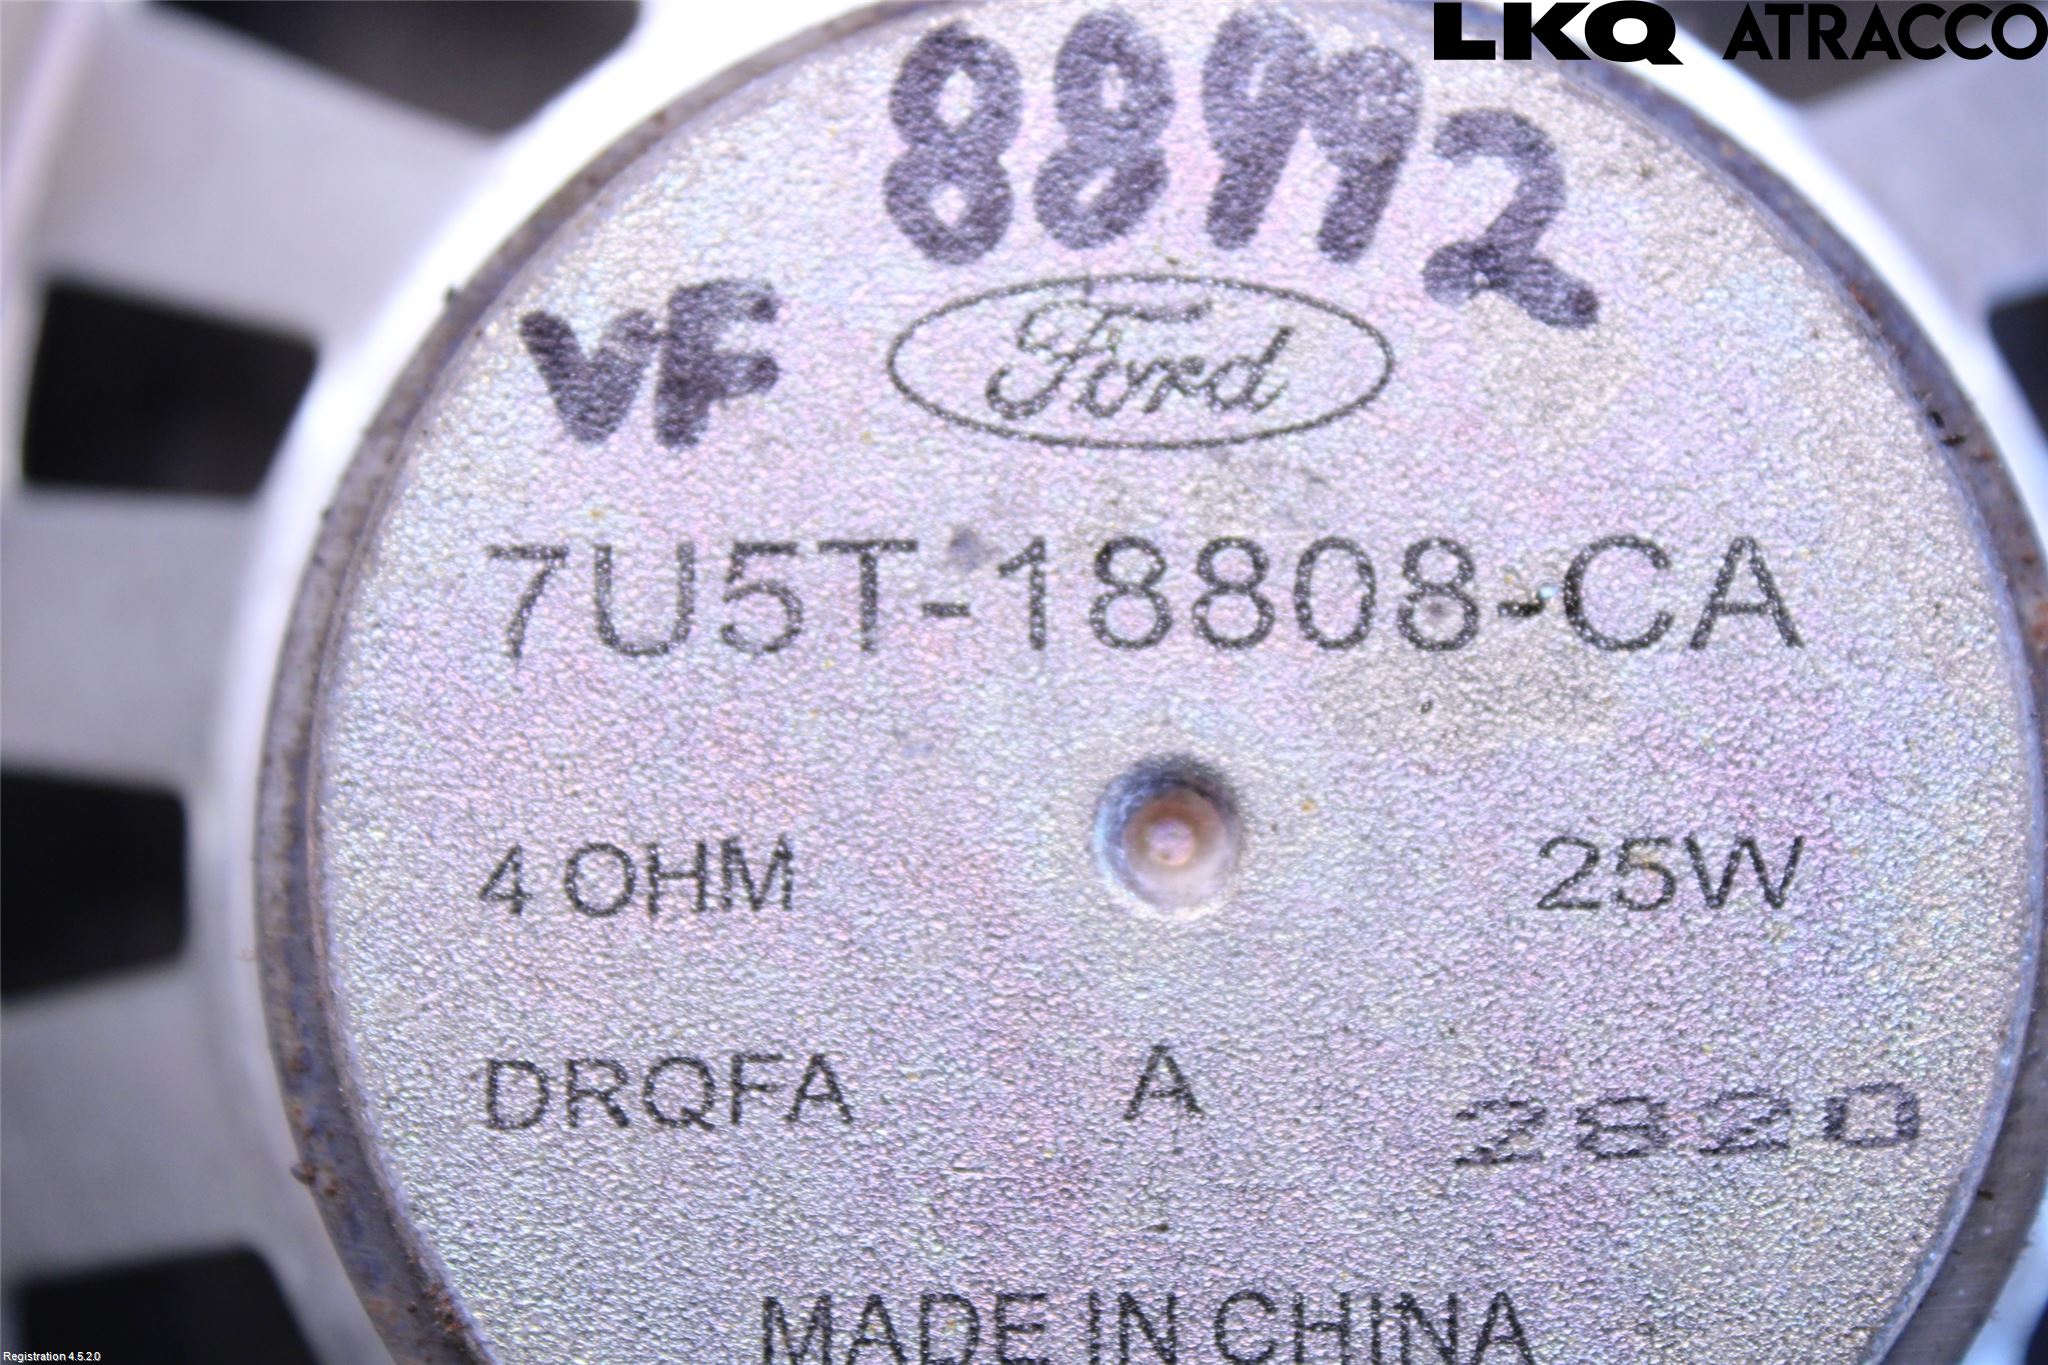 LKQ ATRACCO
88992
VF
Ford
7U5T-18808-CA
4 OHM 25W
DRQFA A 2820
MADE IN CHINA
Registration 4.5.2.0